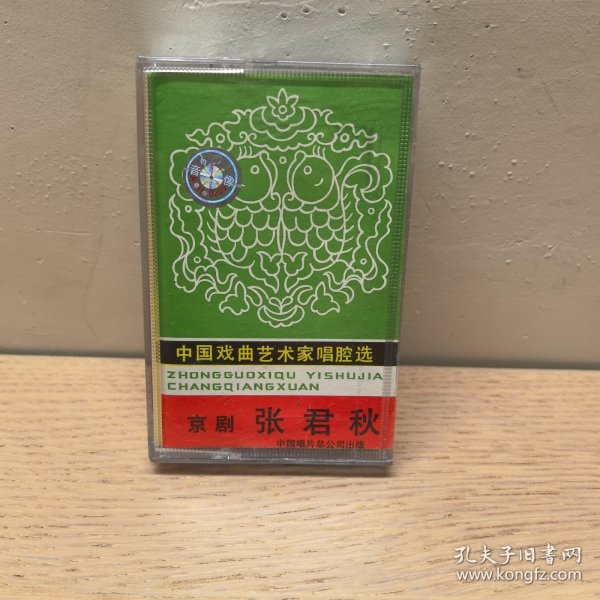 中国戏曲艺术家唱腔选
ZHONGGUOXIQU YISHUJIA
CHANGQIANGXUAN
京剧 张君秋
中国唱片总公司出版
孔夫子旧書网
www.kongfz.com